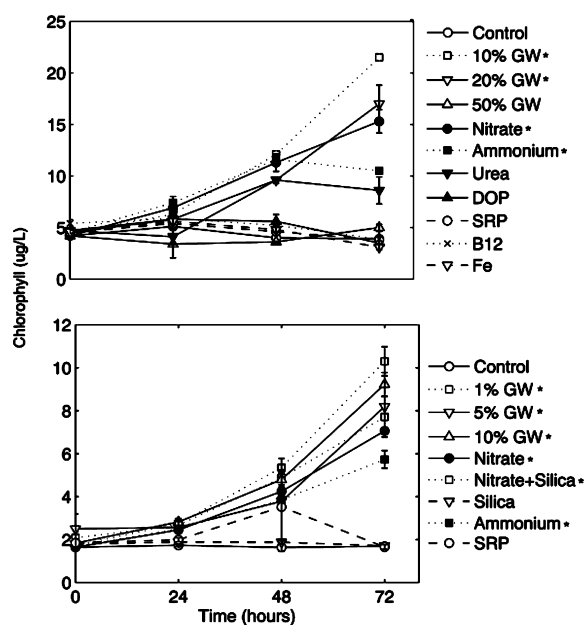 25
20
15
10
5
0
Control
10% GW*
20% GW*
50% GW
Nitrate*
Ammonium*
Urea
DOP
SRP
B12
Fe
Chlorophyll (ug/L)
12
10
8
6
4
2
0
Control
1% GW*
5% GW*
10% GW*
Nitrate*
Nitrate+Silica*
Silica
Ammonium*
SRP
0 24 48 72
Time (hours)